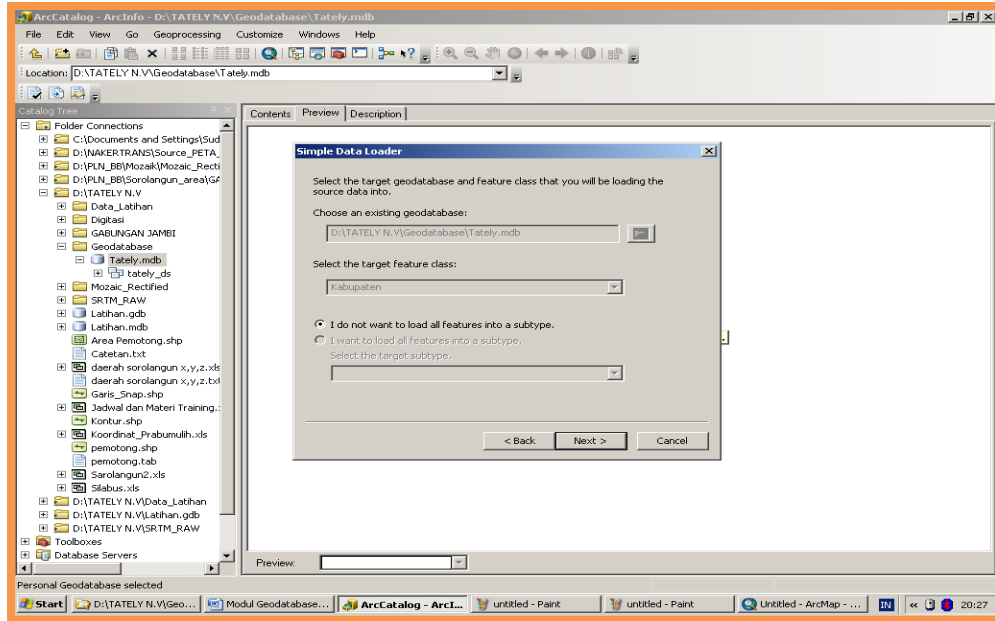 ArcCatalog - ArcInfo - D:\TATELY N.V\Geodatabase\Tately.mdb
File Edit View Go Geoprocessing Customize Windows Help
Location: D:\TATELY N.V\Geodatabase\Tately.mdb
Catalog Tree
Folder Connections
C:\Documents and Settings\Sud
D:\NAKERTRANS\Source_PETA_
D:\PLN_BB\Mozaik\Mozaic_Recti
D:\PLN_BB\Sorolangun_area\GA
D:\TATELY N.V
Data_Latihan
Digitasi
GABUNGAN JAMBI
Geodatabase
Tately.mdb
tately_ds
Mozaic_Rectified
SRTM_RAW
Latihan.gdb
Latihan.mdb
Area Pemotong.shp
Catetan.txt
daerah sorolangun x,y,z.xls
daerah sorolangun x,y,z.txt
Garis_Snap.shp
Jadwal dan Materi Training.
Kontur.shp
Koordinat_Prabumulih.xls
pemotong.shp
pemotong.tab
Sarolangun2.xls
Silabus.xls
D:\TATELY N.V\Data_Latihan
D:\TATELY N.V\Latihan.gdb
D:\TATELY N.V\SRTM_RAW
Toolboxes
Database Servers
Contents Preview Description
Simple Data Loader
Select the target geodatabase and feature class that you will be loading the
source data into.
Choose an existing geodatabase:
D:\TATELY N.V\Geodatabase\Tately.mdb
Select the target feature class:
Kabupaten
I do not want to load all features into a subtype.
I want to load all features into a subtype.
Select the target subtype.
< Back Next > Cancel
Preview:
Personal Geodatabase selected
Start D:\TATELY N.V\Geo... Modul Geodatabase... ArcCatalog - ArcI... untitled - Paint untitled - Paint Untitled - ArcMap - ... IN « 20:27